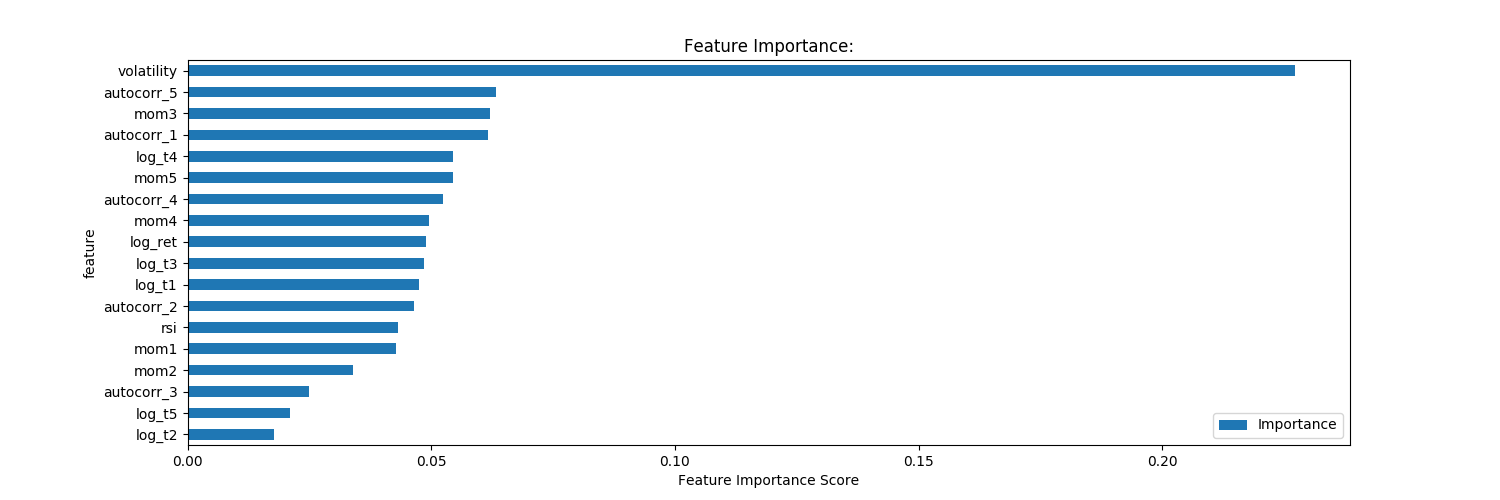 Feature Importance:
volatility
autocorr_5
mom3
autocorr_1
log_t4
mom5
autocorr_4
mom4
log_ret
log_t3
log_t1
autocorr_2
rsi
mom1
mom2
autocorr_3
log_t5
log_t2
feature
Importance
0.00 0.05 0.10 0.15 0.20
Feature Importance Score